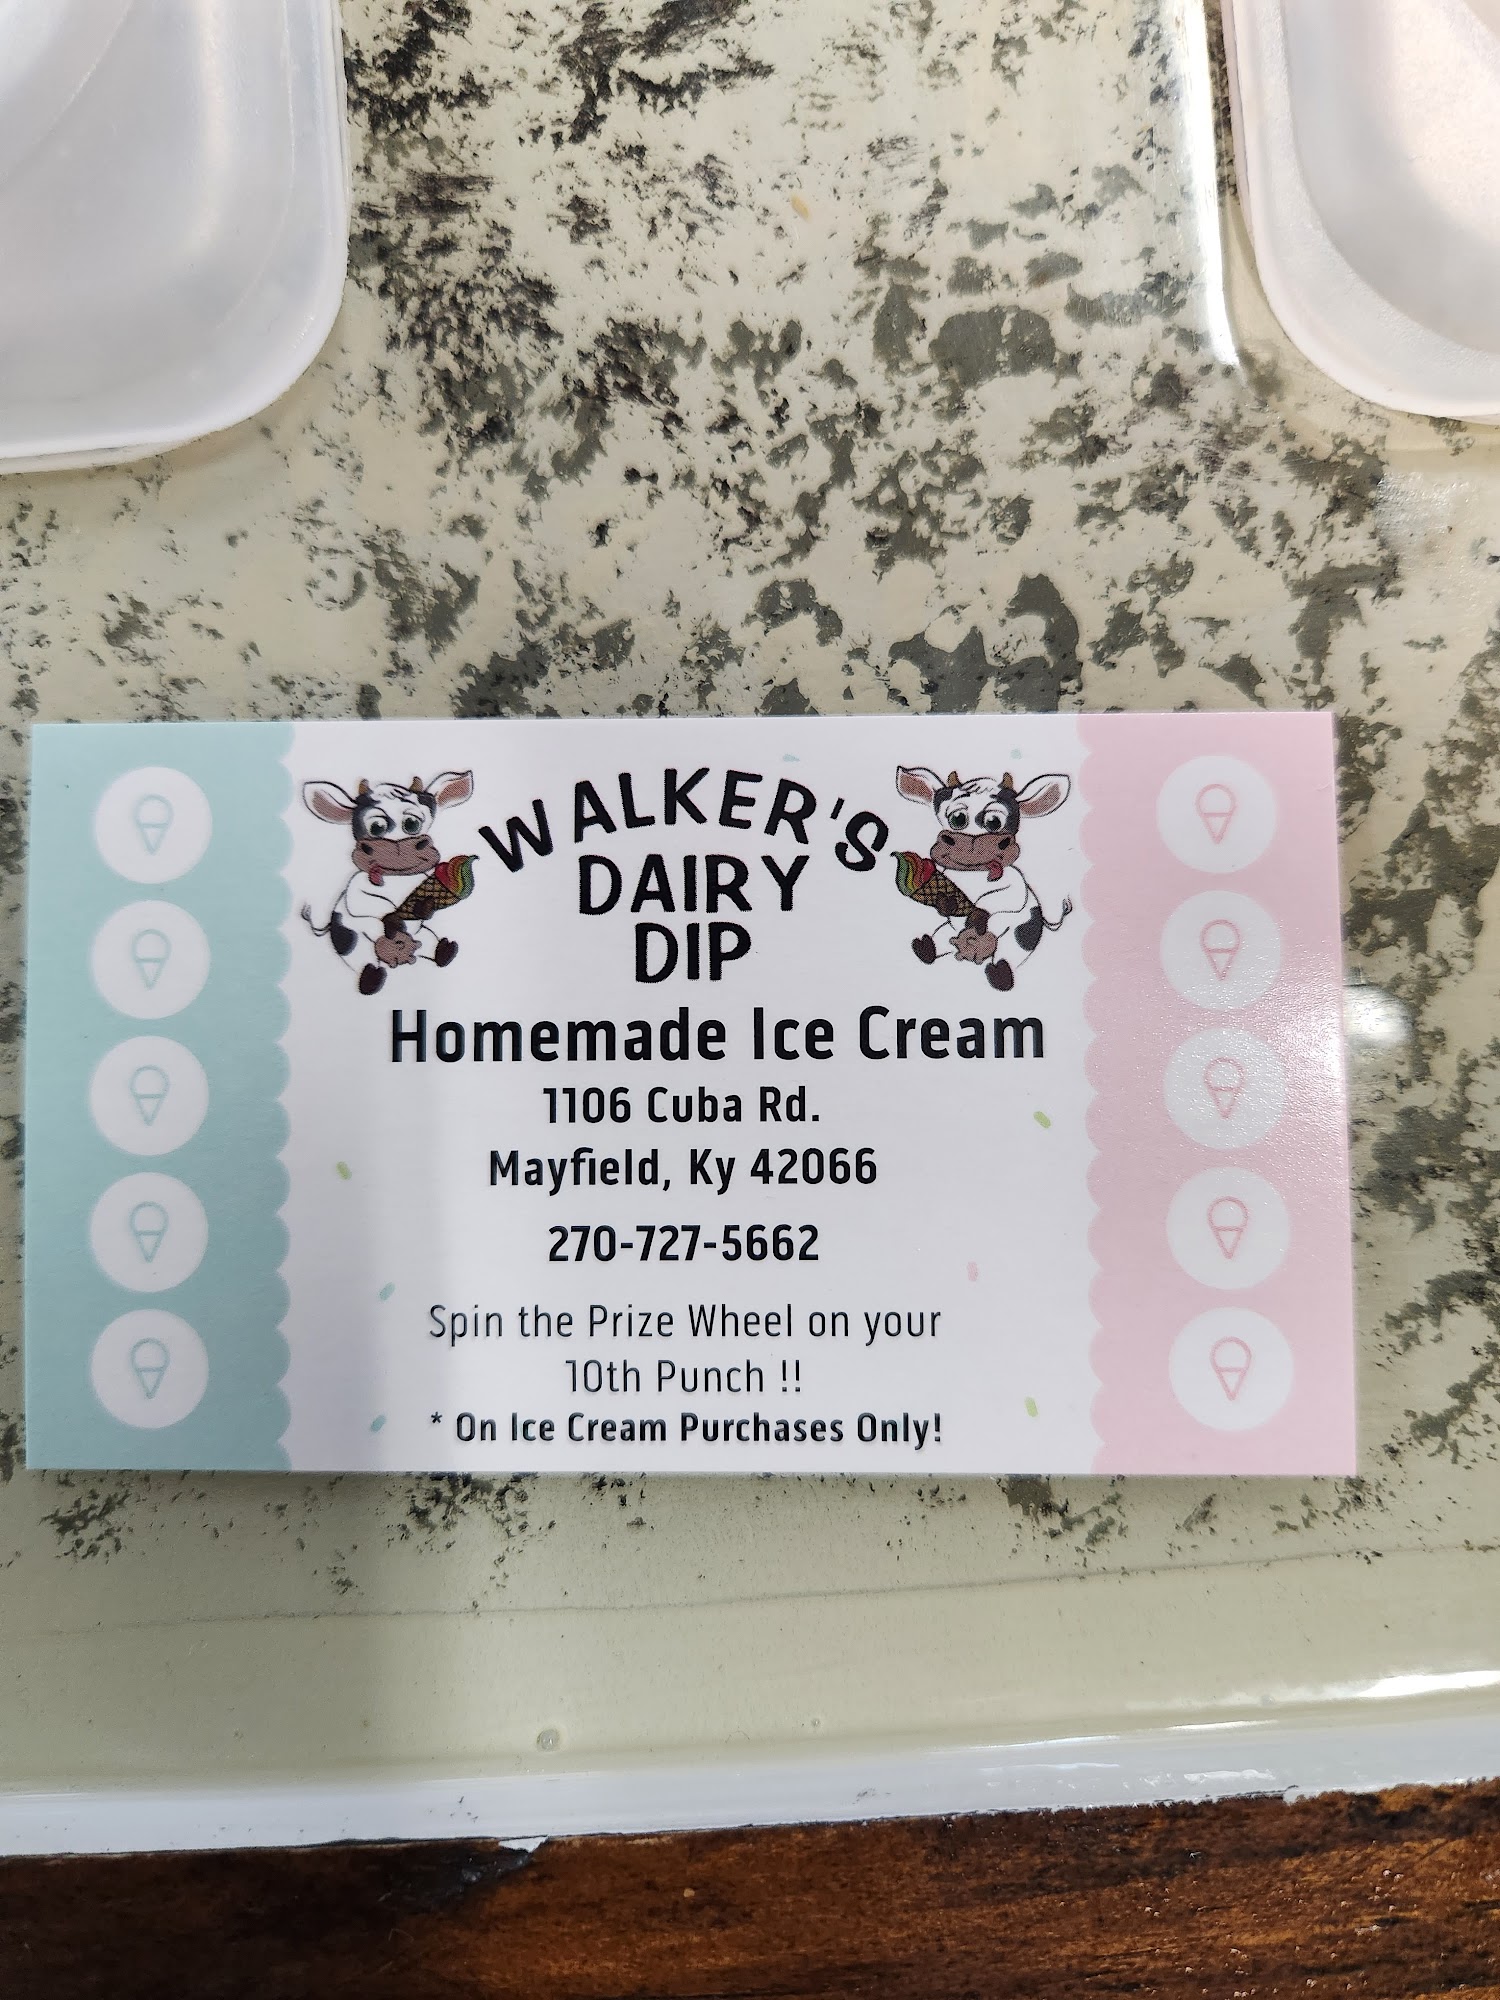 WALKER'S
DAIRY
DIP
Homemade Ice Cream
1106 Cuba Rd.
Mayfield, Ky 42066
270-727-5662
Spin the Prize Wheel on your
10th Punch !!
* On Ice Cream Purchases Only!